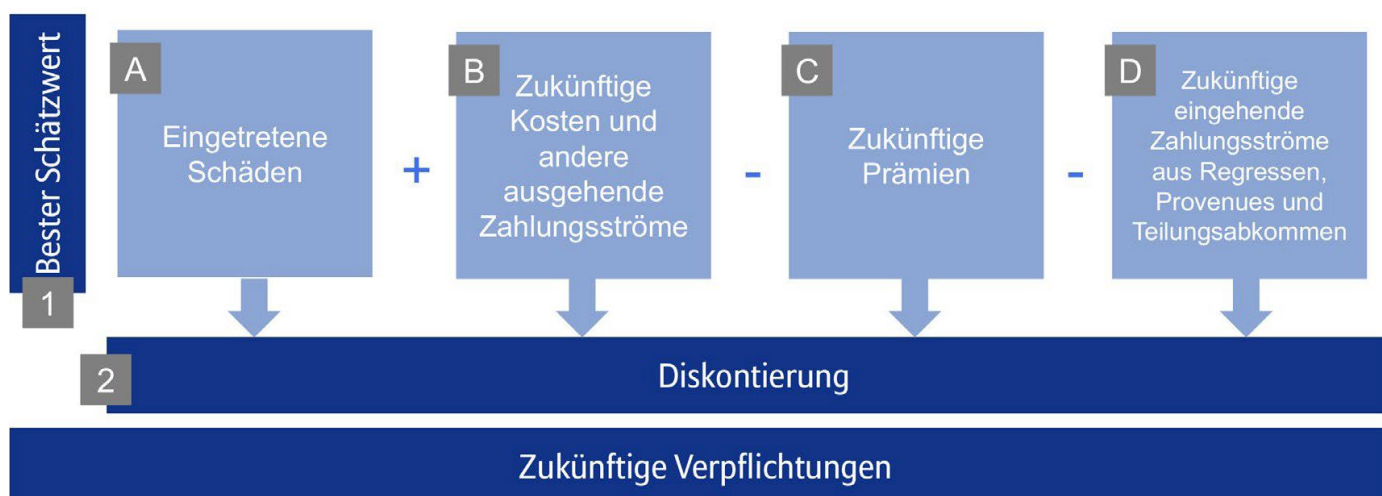 Bester Schätzwert
1
A
Eingetretene
Schäden
+
B
Zukünftige
Kosten und
andere
ausgehende
Zahlungsströme
-
C
Zukünftige
Prämien
-
D
Zukünftige
eingehende
Zahlungsströme
aus Regressen,
Provenues und
Teilungsabkommen
2
Diskontierung
Zukünftige Verpflichtungen